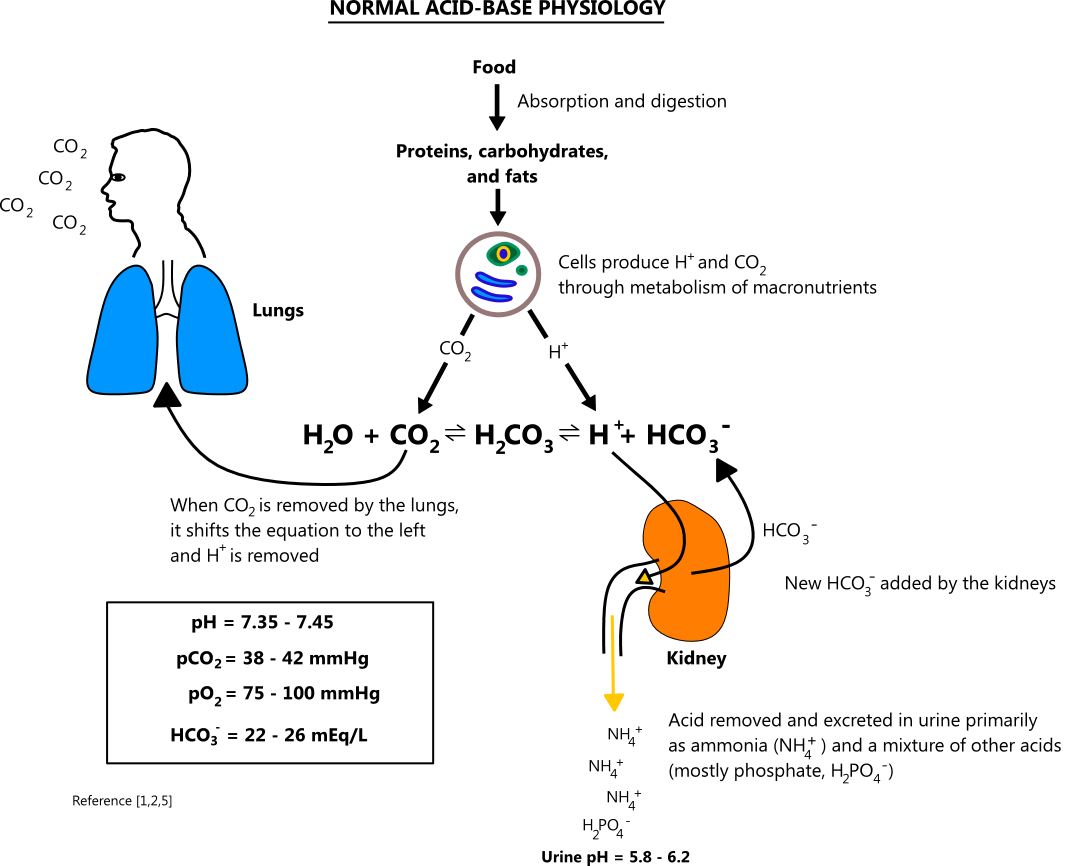 NORMAL ACID-BASE PHYSIOLOGY
Food
Absorption and digestion
Proteins, carbohydrates,
and fats
CO₂
CO₂
CO₂
CO₂
Cells produce H⁺ and CO₂
through metabolism of macronutrients
Lungs
CO₂
H⁺
H₂O + CO₂ ⇌ H₂CO₃ ⇌ H⁺ + HCO₃⁻
When CO₂ is removed by the lungs,
it shifts the equation to the left
and H⁺ is removed
HCO₃⁻
New HCO₃⁻ added by the kidneys
pH = 7.35 - 7.45
pCO₂ = 38 - 42 mmHg
pO₂ = 75 - 100 mmHg
HCO₃⁻ = 22 - 26 mEq/L
Kidney
Acid removed and excreted in urine primarily
as ammonia (NH₄⁺) and a mixture of other acids
(mostly phosphate, H₂PO₄⁻)
NH₄⁺
NH₄⁺
NH₄⁺
H₂PO₄⁻
Reference [1,2,5]
Urine pH = 5.8 - 6.2